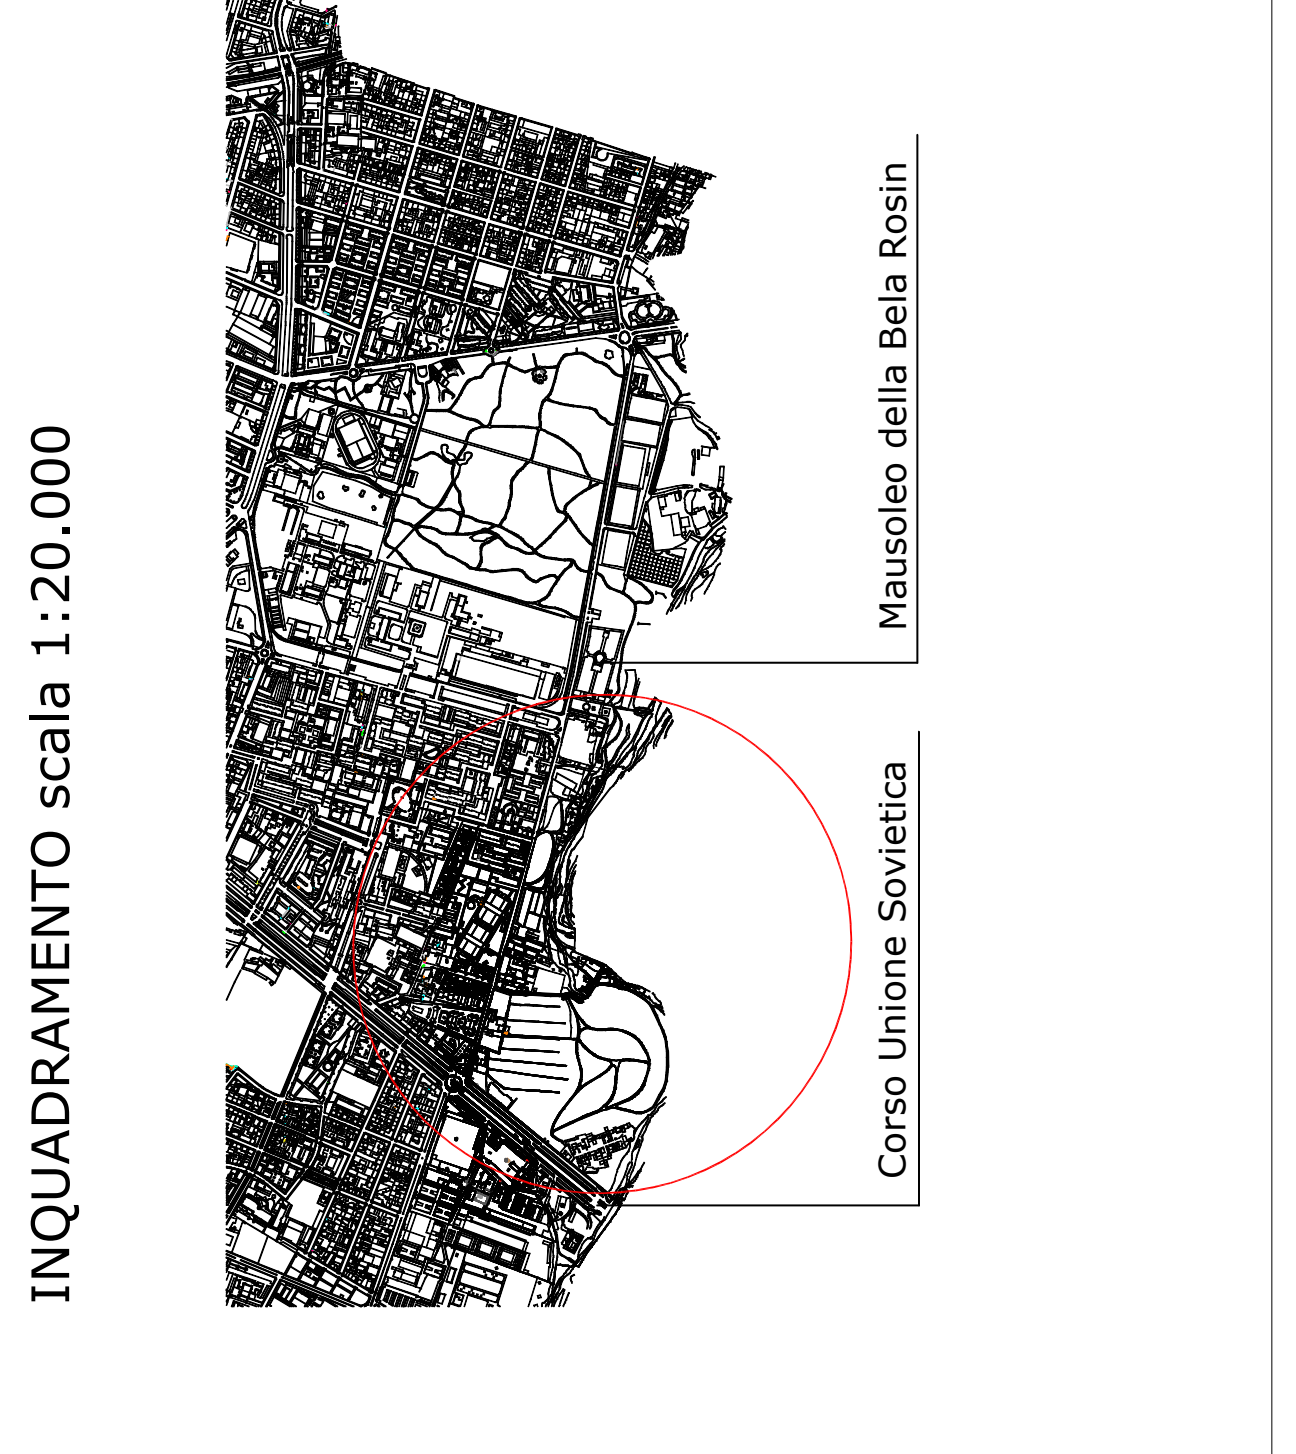 INQUADRAMENTO scala 1:20.000
Mausoleo della Bela Rosin
Corso Unione Sovietica